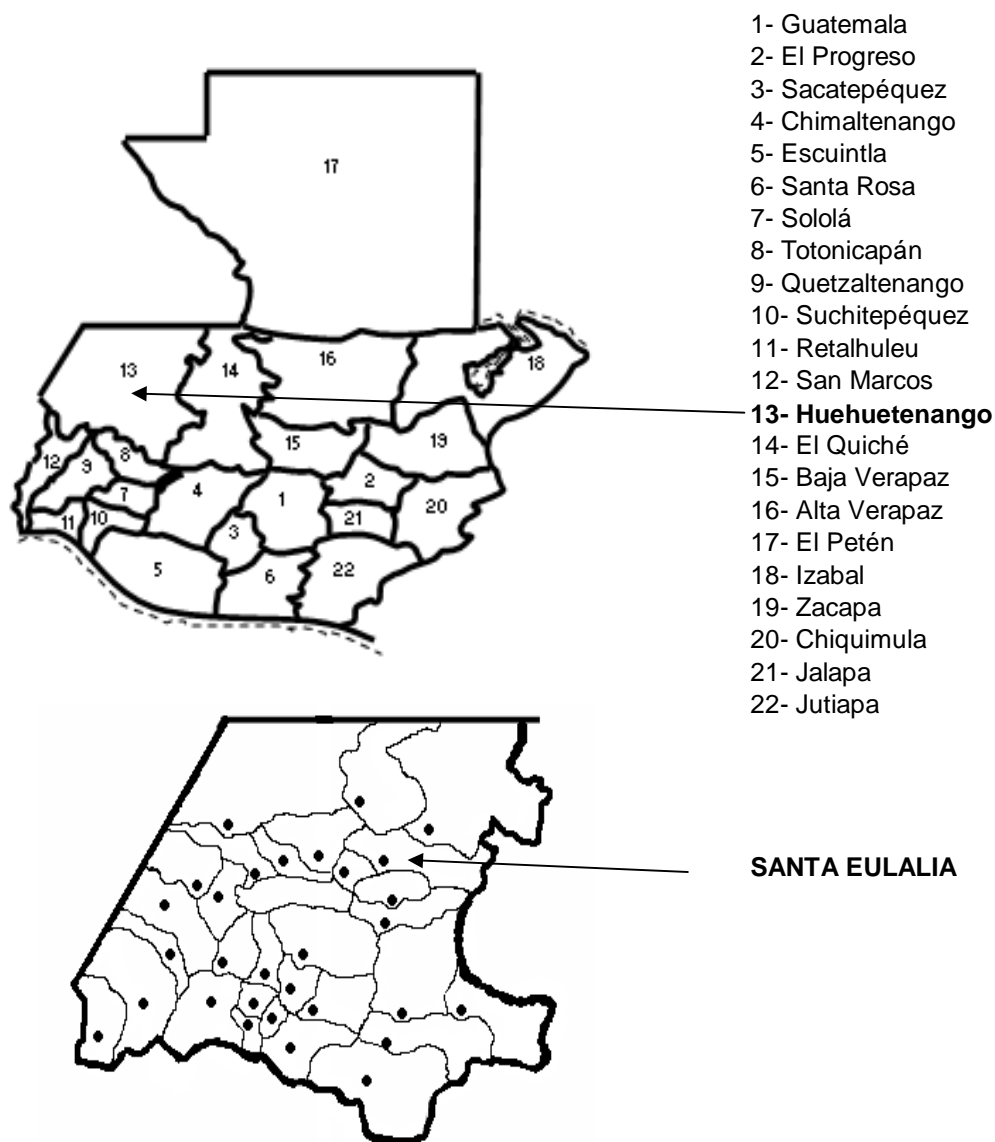 1- Guatemala
2- El Progreso
3- Sacatepéquez
4- Chimaltenango
5- Escuintla
6- Santa Rosa
7- Sololá
8- Totonicapán
9- Quetzaltenango
10- Suchitepéquez
11- Retalhuleu
12- San Marcos
13- Huehuetenango
14- El Quiché
15- Baja Verapaz
16- Alta Verapaz
17- El Petén
18- Izabal
19- Zacapa
20- Chiquimula
21- Jalapa
22- Jutiapa
17
13
14
16
18
15
19
12
9
8
7
4
1
2
20
11
10
3
21
5
6
22
SANTA EULALIA